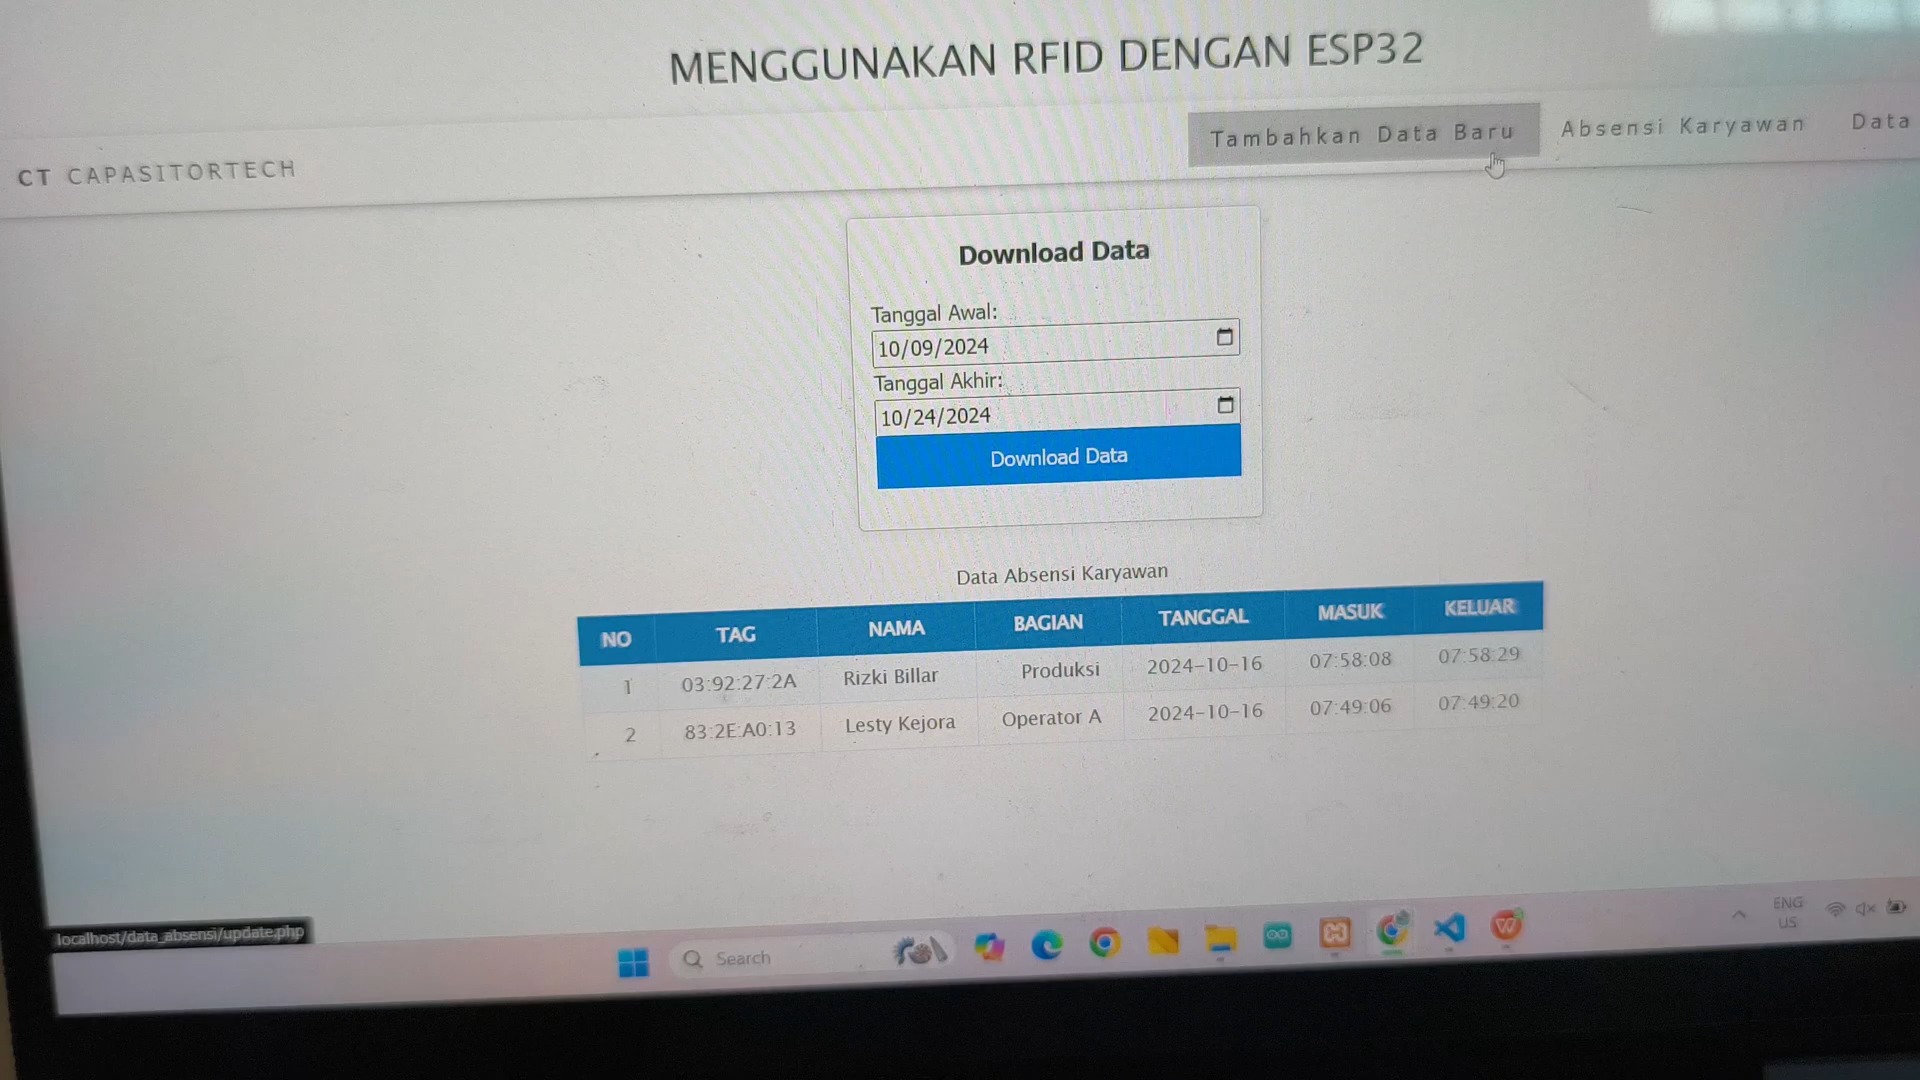 MENGGUNAKAN RFID DENGAN ESP32
CT CAPASITORTECH
Tambahkan Data Baru
Absensi Karyawan
Data
Download Data
Tanggal Awal:
10/09/2024
Tanggal Akhir:
10/24/2024
Download Data
Data Absensi Karyawan
NO TAG NAMA BAGIAN TANGGAL MASUK KELUAR
1 03:92:27:2A Rizki Billar Produksi 2024-10-16 07:58:08 07:58:29
2 83:2E:A0:13 Lesty Kejora Operator A 2024-10-16 07:49:06 07:49:20
localhost/data_absensi/update.php
Search
ENG
US